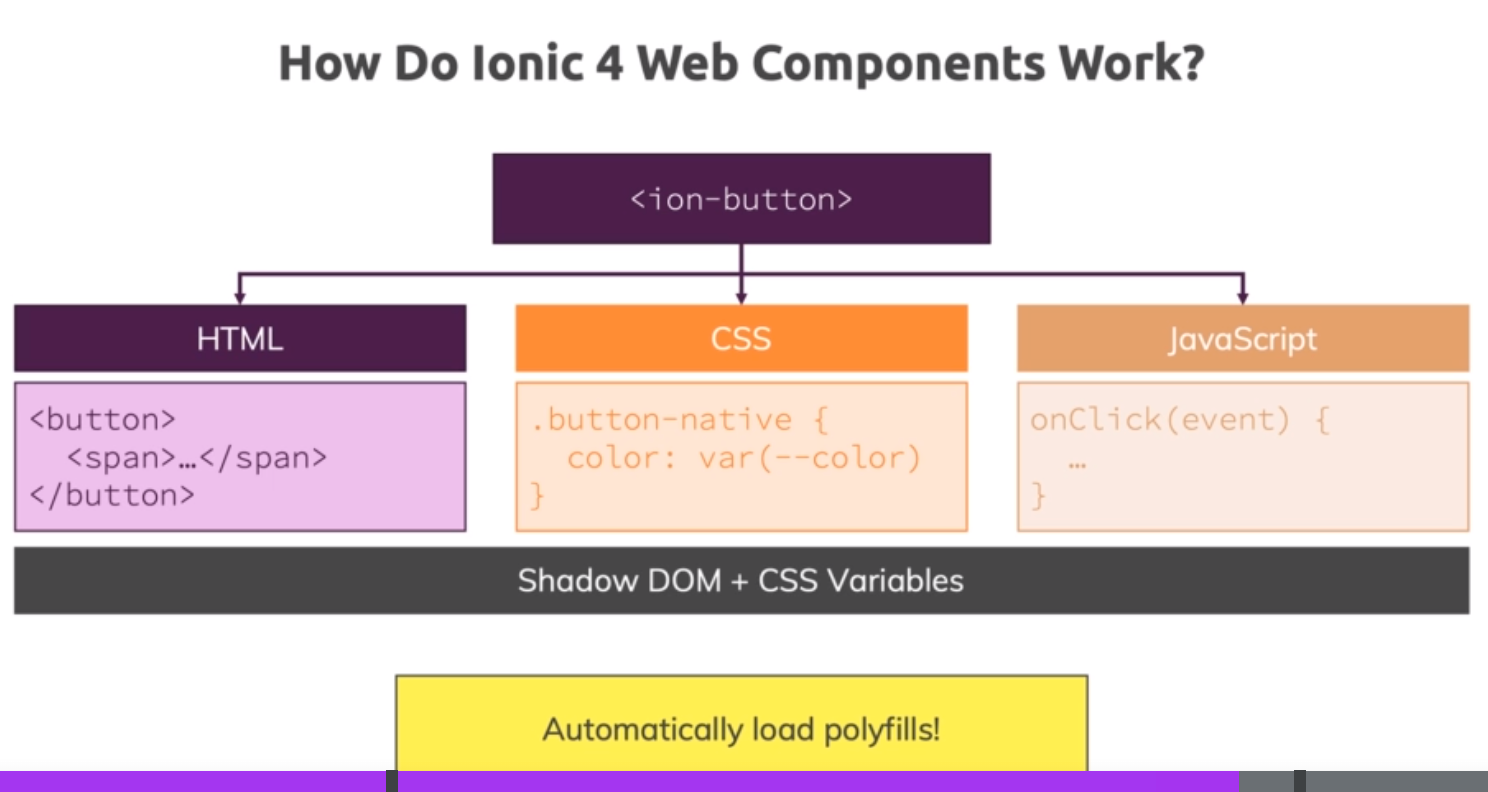 How Do Ionic 4 Web Components Work?
<ion-button>
HTML
<button>
<span>…</span>
</button>
CSS
.button-native {
color: var(--color)
}
JavaScript
onClick(event) {
…
}
Shadow DOM + CSS Variables
Automatically load polyfills!